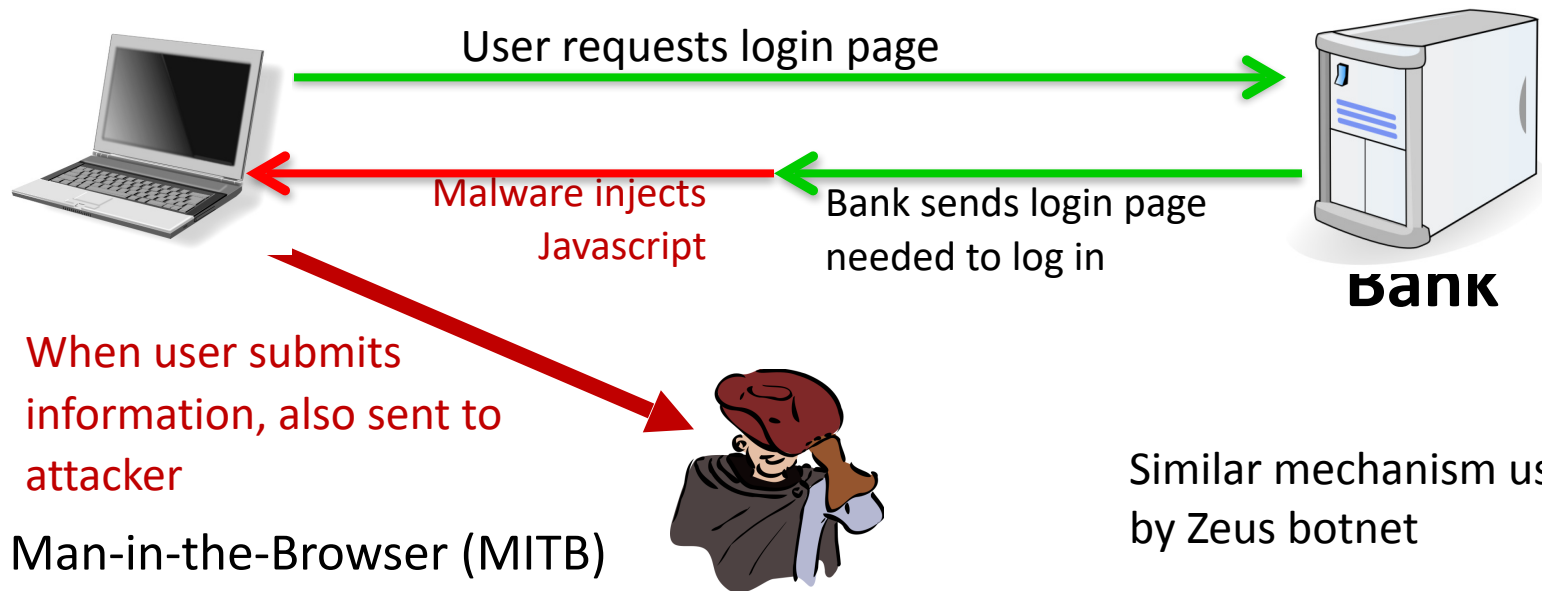 User requests login page
Malware injects
Javascript
Bank sends login page
needed to log in
Bank
When user submits
information, also sent to
attacker
Similar mechanism
by Zeus botnet
Man-in-the-Browser (MITB)